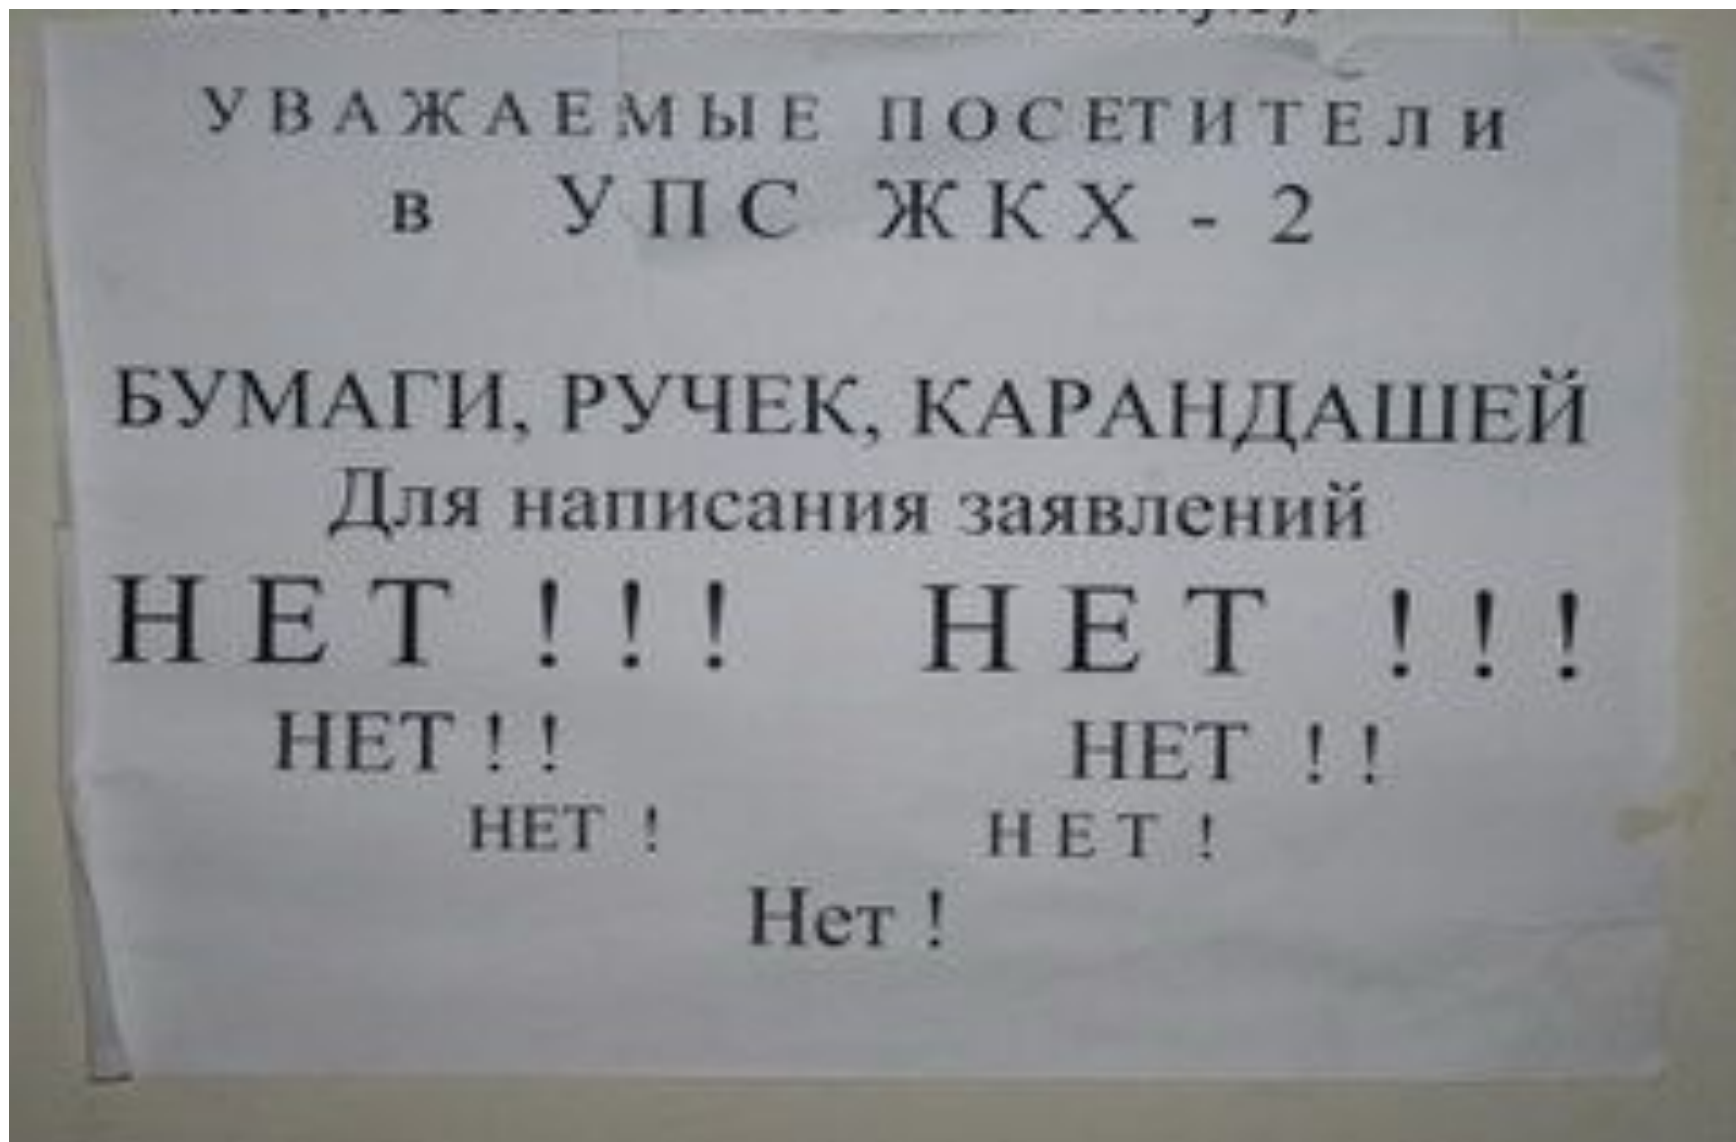 УВАЖАЕМЫЕ ПОСЕТИТЕЛИ
в УПС ЖКХ - 2
БУМАГИ, РУЧЕК, КАРАНДАШЕЙ
Для написания заявлений
НЕТ !!! НЕТ !!!
НЕТ !! НЕТ !!
НЕТ ! НЕТ !
Нет !